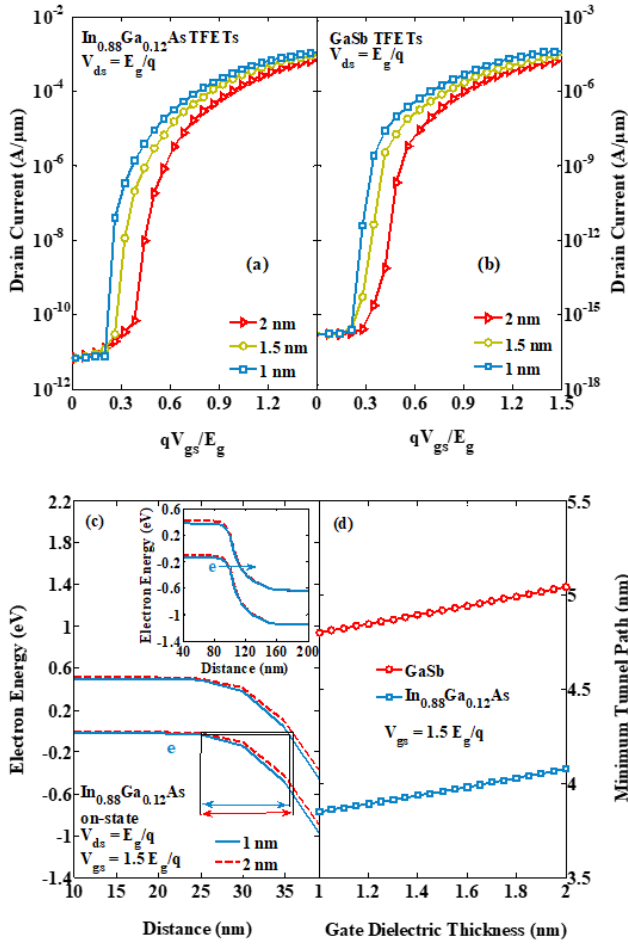 In0.88Ga0.12As TFETs
Vds = Eg/q
(a)
2 nm
1.5 nm
1 nm
Drain Current (A/μm)
10-2
10-4
10-6
10-8
10-10
10-12
0
0.3
0.6
0.9
1.2
qVgs/Eg
GaSb TFETs
Vds = Eg/q
(b)
2 nm
1.5 nm
1 nm
Drain Current (A/μm)
10-3
10-6
10-9
10-12
10-15
10-18
0
0.3
0.6
0.9
1.2
1.5
qVgs/Eg
(c)
Electron Energy (eV)
2.2
1.8
1.4
1
0.6
0.2
-0.2
-0.6
-1
10
15
20
25
30
35
Distance (nm)
Electron Energy (eV)
0.6
0.2
-0.2
-0.6
-1
-1.4
40
80
120
160
200
Distance (nm)
e
e
In0.88Ga0.12As
on-state
Vds = Eg/q
Vgs = 1.5 Eg/q
1 nm
2 nm
(d)
GaSb
In0.88Ga0.12As
Vgs = 1.5 Eg/q
Minimum Tunnel Path (nm)
5.5
5
4.5
4
3.5
1
1.2
1.4
1.6
1.8
2
Gate Dielectric Thickness (nm)